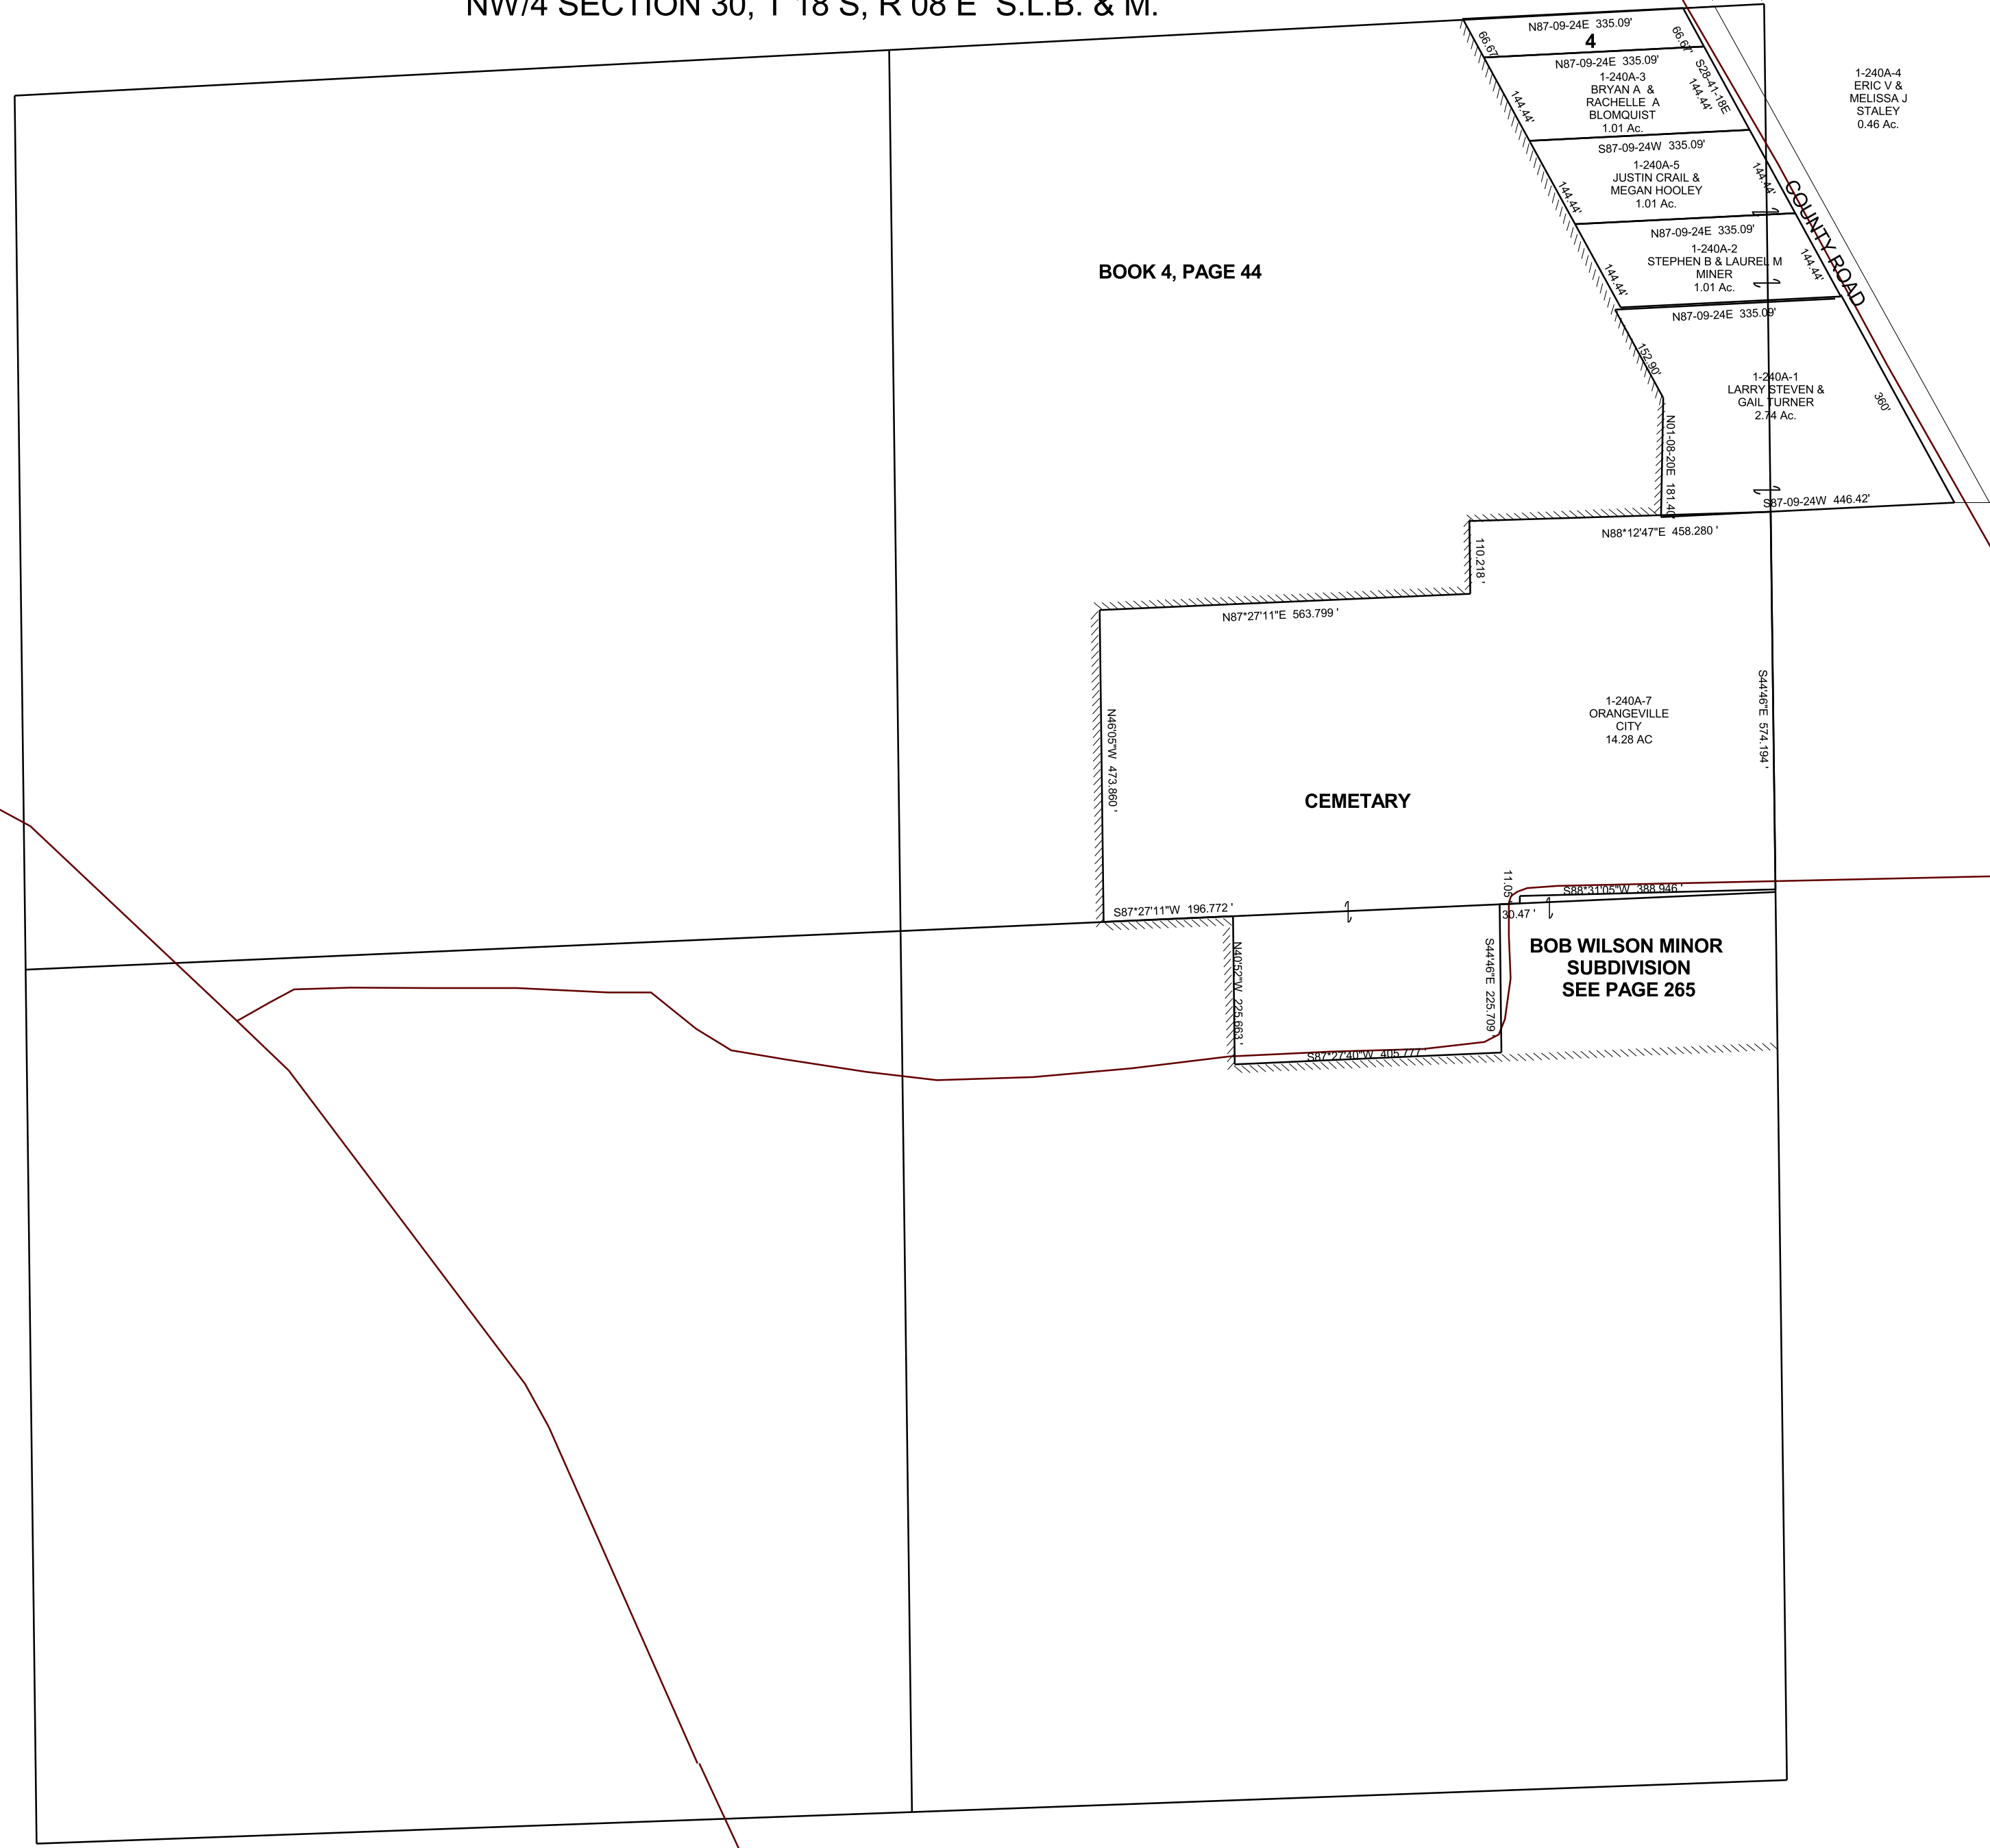 NW/4 SECTION 30, T 18 S, R 08 E S.L.B. & M.
N87-09-24E 335.09'
4
66.67'
66.67'
N87-09-24E 335.09'
1-240A-3
BRYAN A &
RACHELLE A
BLOMQUIST
1.01 Ac.
144.44'
S28-41-18E
144.44'
1-240A-4
ERIC V &
MELISSA J
STALEY
0.46 Ac.
S87-09-24W 335.09'
1-240A-5
JUSTIN CRAIL &
MEGAN HOOLEY
1.01 Ac.
144.44'
144.44'
COUNTY ROAD
N87-09-24E 335.09'
1-240A-2
STEPHEN B & LAUREL M
MINER
1.01 Ac.
144.44'
144.44'
BOOK 4, PAGE 44
N87-09-24E 335.09'
152.90'
1-240A-1
LARRY STEVEN &
GAIL TURNER
2.74 Ac.
360'
N01-08-20E 181.40'
S87-09-24W 446.42'
N88*12'47"E 458.280 '
110.218 '
N87*27'11"E 563.799 '
N46'05"W 473.860 '
1-240A-7
ORANGEVILLE
CITY
14.28 AC
S44'46"E 574.194 '
CEMETARY
S87*27'11"W 196.772 '
11.05
S88*31'05"W 388.946 '
30.47 '
N40'52"W 225.663 '
S44'46"E 225.709 '
BOB WILSON MINOR
SUBDIVISION
SEE PAGE 265
S87*27'40"W 405.777 '